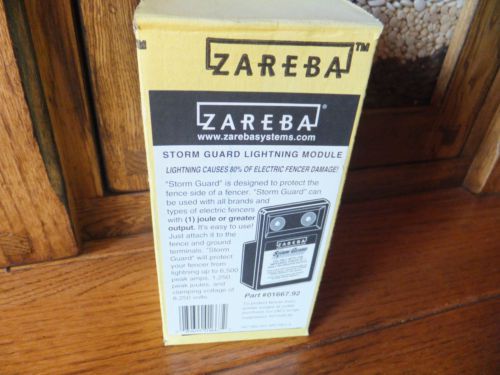 ZAREBA™
ZAREBA®
www.zarebasystems.com
STORM GUARD LIGHTNING MODULE
LIGHTNING CAUSES 80% OF ELECTRIC FENCER DAMAGE!
"Storm Guard" is designed to protect the
fence side of a fencer. "Storm Guard" can
be used with all brands and
types of electric fencers
with (1) joule or greater
output. It's easy to use!
Just attach it to the
fence and ground
terminals. "Storm
Guard" will protect
your fencer from
lightning up to 6,500
peak amps, 1,250
peak joules, and
clamping voltage of
8,250 volts.
ZAREBA
Storm Guard
Part #01667.92